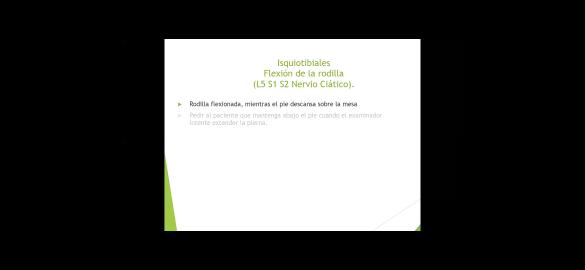 Isquiotibiales
Flexión de la rodilla
(L5 S1 S2 Nervio Ciático).
Rodilla flexionada, mientras el pie descansa sobre la mesa
Pedir al paciente que mantenga abajo el pie cuando el examinador
intente extender la pierna.